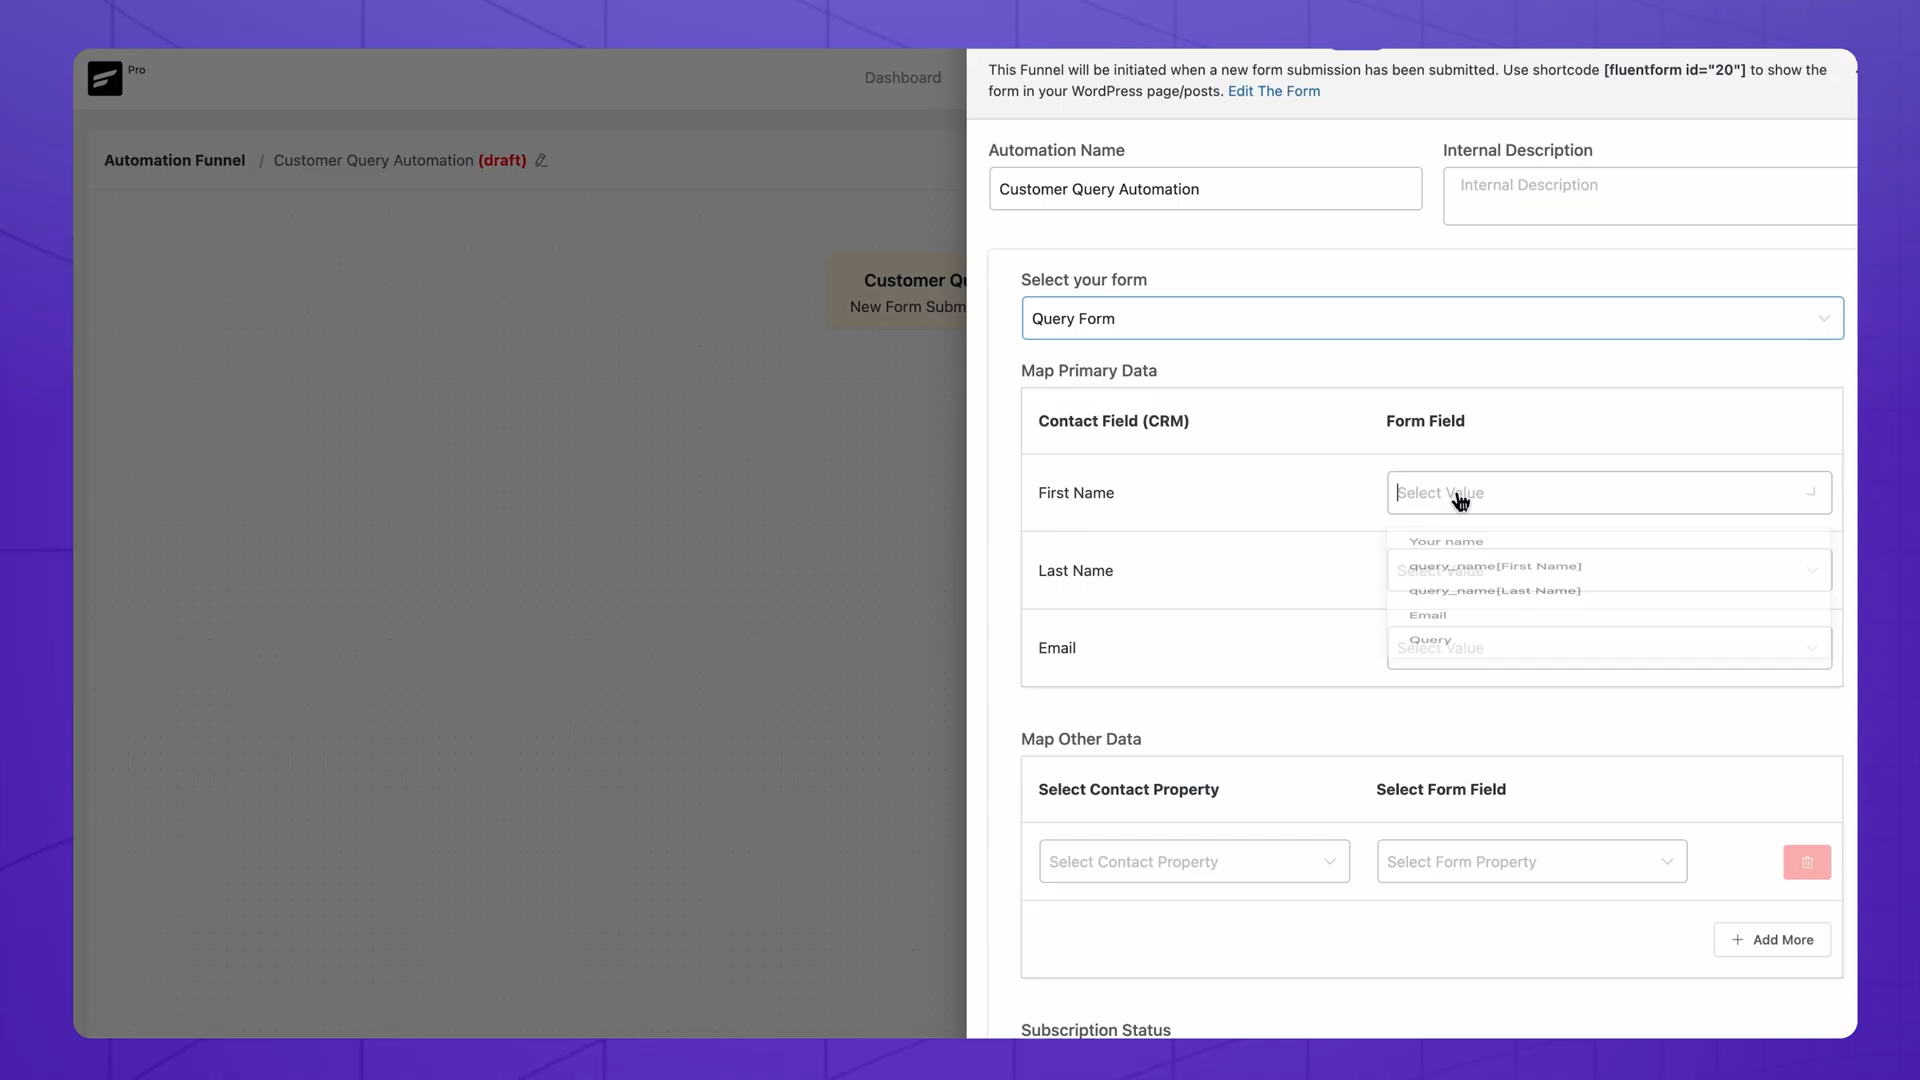 Pro
Dashboard
Automation Funnel / Customer Query Automation (draft)
Customer Qu
New Form Subm
This Funnel will be initiated when a new form submission has been submitted. Use shortcode [fluentform id="20"] to show the
form in your WordPress page/posts. Edit The Form
Automation Name
Internal Description
Customer Query Automation
Internal Description
Select your form
Query Form
Map Primary Data
Contact Field (CRM)
Form Field
First Name
Select Value
Your name
Last Name
Select Value
query_name[First Name]
query_name[Last Name]
Email
Query
Email
Select Value
Map Other Data
Select Contact Property
Select Form Field
Select Contact Property
Select Form Property
+ Add More
Subscription Status